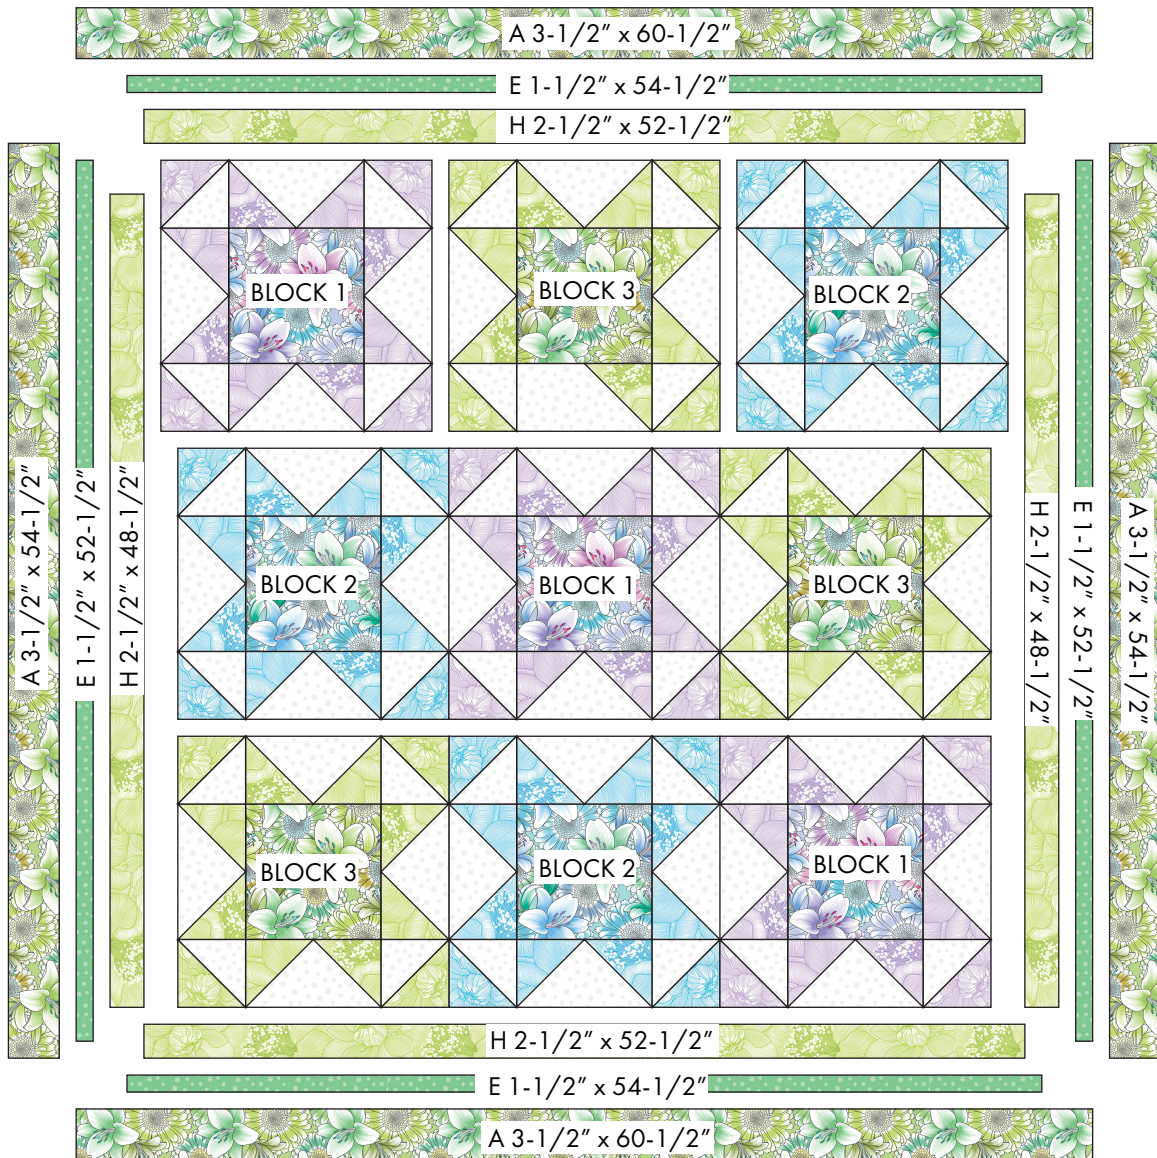 A 3-1/2” x 60-1/2”
E 1-1/2” x 54-1/2”
H 2-1/2” x 52-1/2”
BLOCK 1
BLOCK 3
BLOCK 2
A 3-1/2” x 54-1/2”
E 1-1/2” x 52-1/2”
H 2-1/2” x 48-1/2”
BLOCK 2
BLOCK 1
BLOCK 3
H 2-1/2” x 48-1/2”
E 1-1/2” x 52-1/2”
A 3-1/2” x 54-1/2”
BLOCK 3
BLOCK 2
BLOCK 1
H 2-1/2” x 52-1/2”
E 1-1/2” x 54-1/2”
A 3-1/2” x 60-1/2”